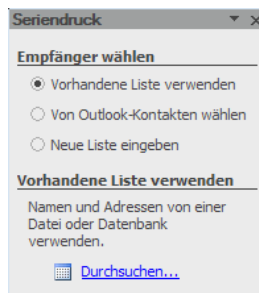 Seriendruck
Empfänger wählen
Vorhandene Liste verwenden
Von Outlook-Kontakten wählen
Neue Liste eingeben
Vorhandene Liste verwenden
Namen und Adressen von einer
Datei oder Datenbank
verwenden.
Durchsuchen...